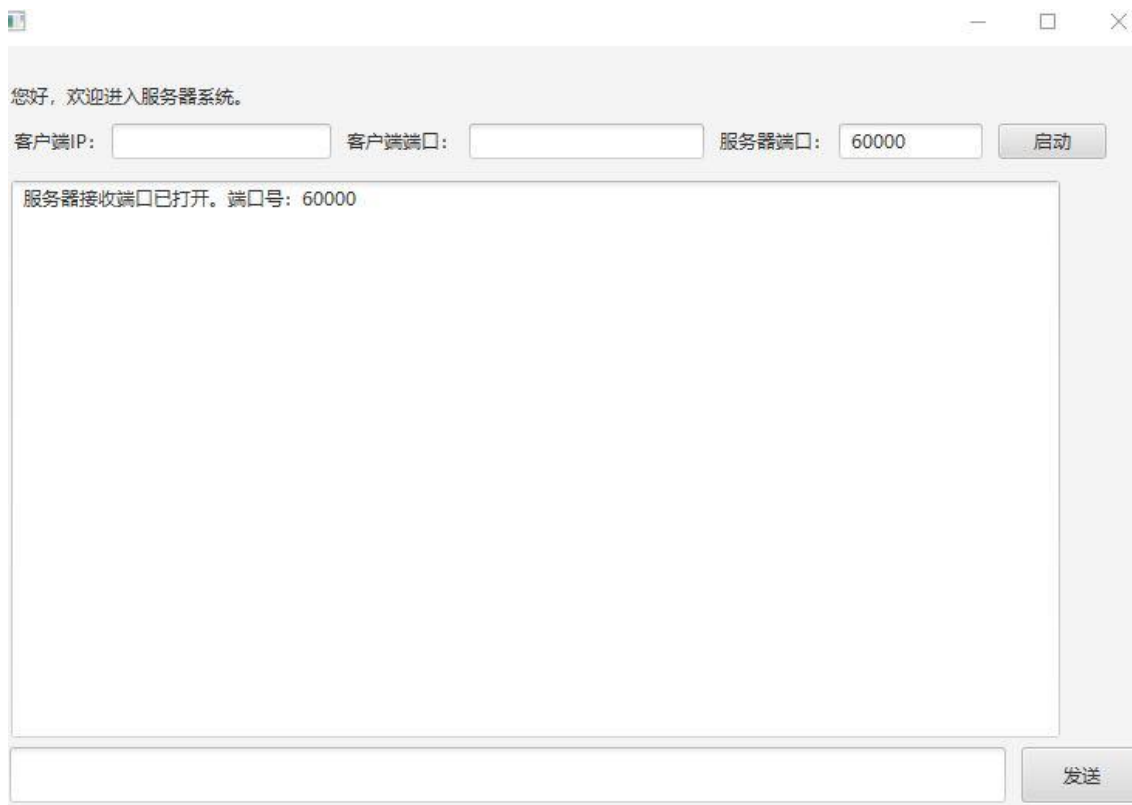 您好，欢迎进入服务器系统。
客户端IP： 客户端端口： 服务器端口： 60000 启动
服务器接收端口已打开。端口号：60000
发送